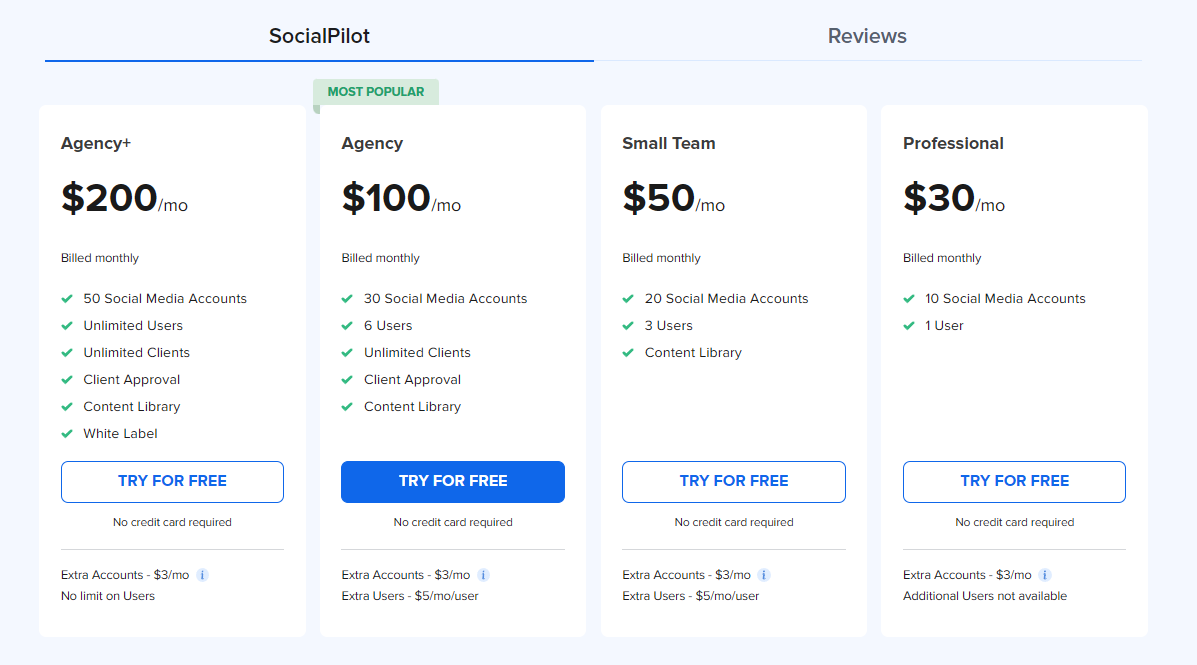 SocialPilot
Reviews
MOST POPULAR
Agency+
$200/mo
Billed monthly
50 Social Media Accounts
Unlimited Users
Unlimited Clients
Client Approval
Content Library
White Label
TRY FOR FREE
No credit card required
Extra Accounts - $3/mo i
No limit on Users
Agency
$100/mo
Billed monthly
30 Social Media Accounts
6 Users
Unlimited Clients
Client Approval
Content Library
TRY FOR FREE
No credit card required
Extra Accounts - $3/mo i
Extra Users - $5/mo/user
Small Team
$50/mo
Billed monthly
20 Social Media Accounts
3 Users
Content Library
TRY FOR FREE
No credit card required
Extra Accounts - $3/mo i
Extra Users - $5/mo/user
Professional
$30/mo
Billed monthly
10 Social Media Accounts
1 User
TRY FOR FREE
No credit card required
Extra Accounts - $3/mo i
Additional Users not available